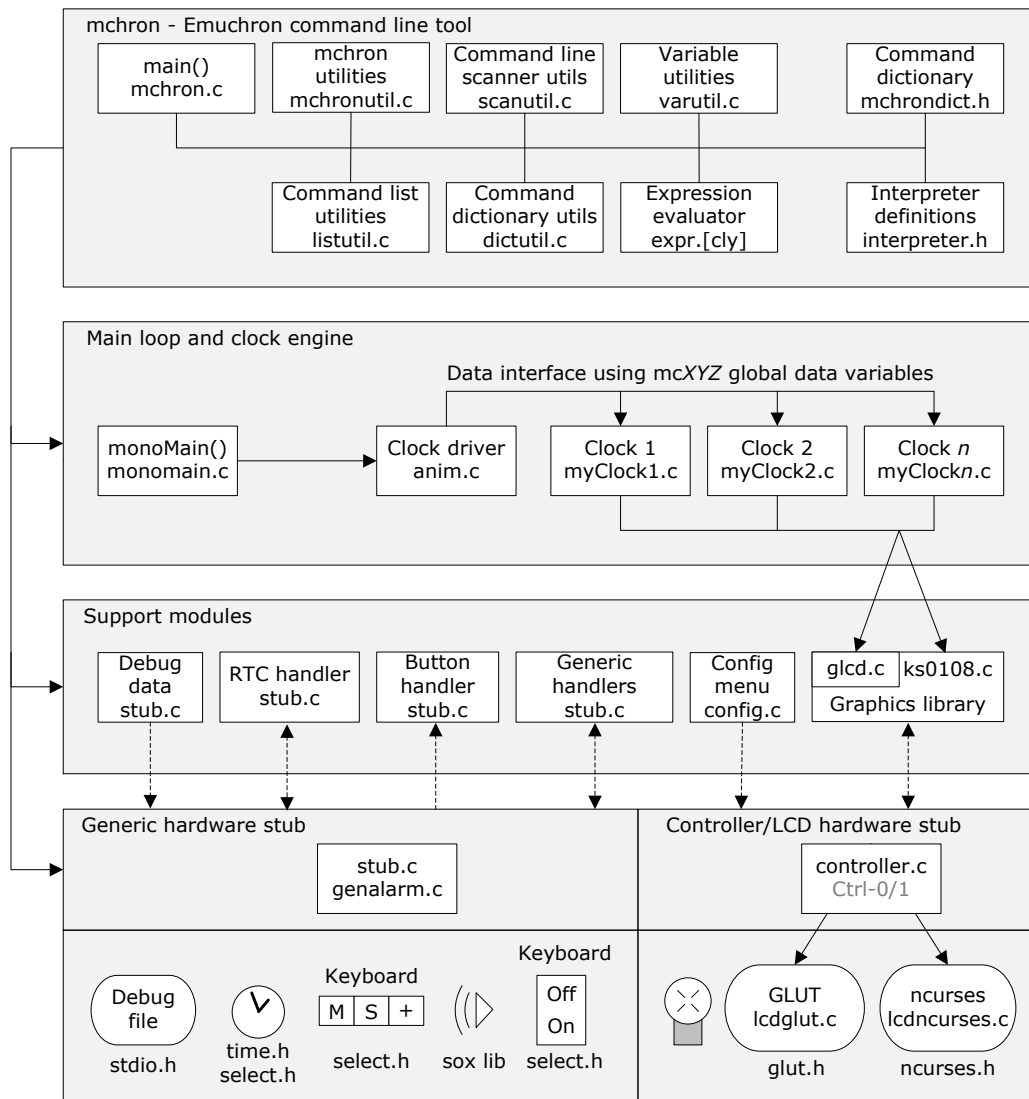 mchron - Emuchron command line tool
main()
mchron.c
mchron
utilities
mchronutil.c
Command line
scanner utils
scanutil.c
Variable
utilities
varutil.c
Command
dictionary
mchrondict.h
Command list
utilities
listutil.c
Command
dictionary utils
dictutil.c
Expression
evaluator
expr.[cly]
Interpreter
definitions
interpreter.h
Main loop and clock engine
Data interface using mcXYZ global data variables
monoMain()
monomain.c
Clock driver
anim.c
Clock 1
myClock1.c
Clock 2
myClock2.c
Clock n
myClockn.c
Support modules
Debug
data
stub.c
RTC handler
stub.c
Button
handler
stub.c
Generic
handlers
stub.c
Config
menu
config.c
glcd.c
ks0108.c
Graphics library
Generic hardware stub
stub.c
genalarm.c
Controller/LCD hardware stub
controller.c
Ctrl-0/1
Debug
file
stdio.h
time.h
select.h
Keyboard
M S +
select.h
sox lib
Keyboard
Off
On
select.h
GLUT
lcdglut.c
glut.h
ncurses
lcdncurses.c
ncurses.h